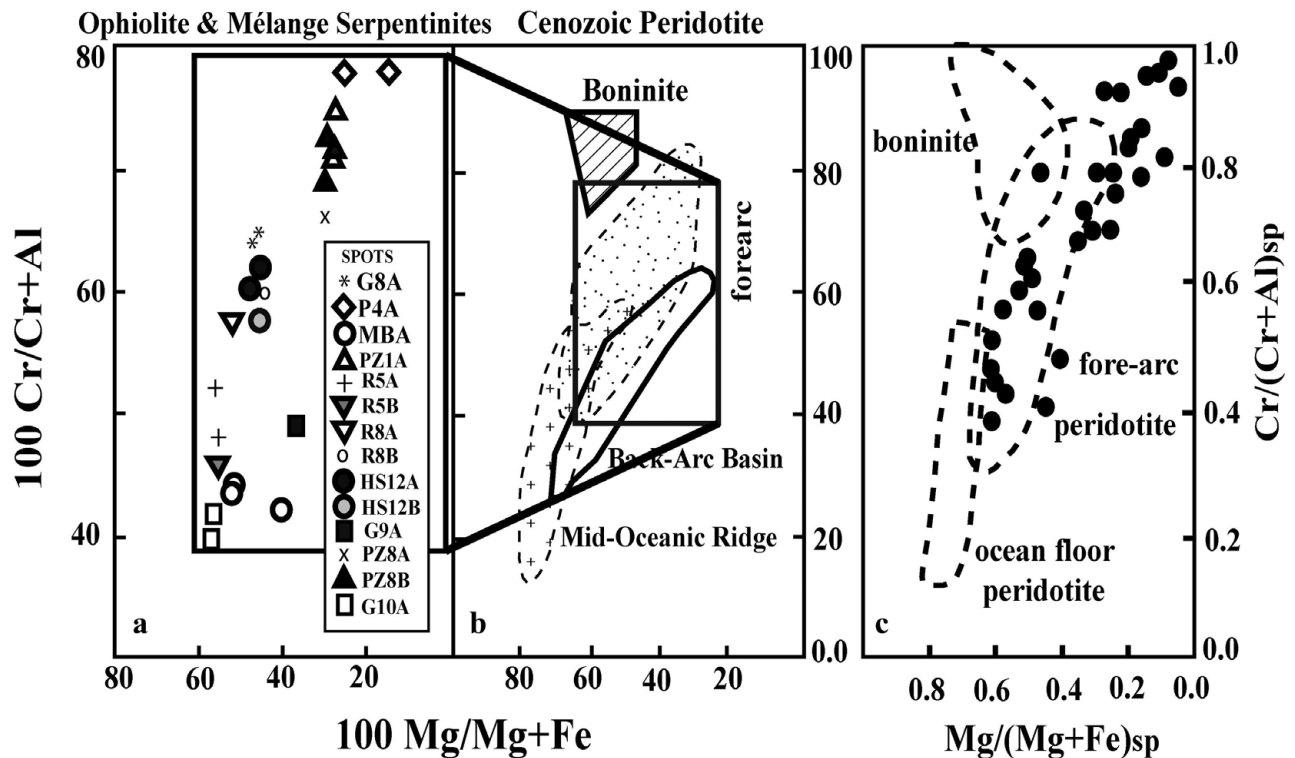 Ophiolite & Mélange Serpentinites
Cenozoic Peridotite
80
60
40
100 Cr/Cr+Al
SPOTS
G8A
P4A
MBA
PZ1A
R5A
R5B
R8A
R8B
HS12A
HS12B
G9A
PZ8A
PZ8B
G10A
a
80
60
40
20
Boninite
forearc
Back-Arc Basin
Mid-Oceanic Ridge
b
100
80
60
40
20
0.0
80
60
40
20
100 Mg/Mg+Fe
boninite
fore-arc
peridotite
ocean floor
peridotite
c
1.0
0.8
0.6
0.4
0.2
0.0
Cr/(Cr+Al)sp
0.8
0.6
0.4
0.2
0.0
Mg/(Mg+Fe)sp